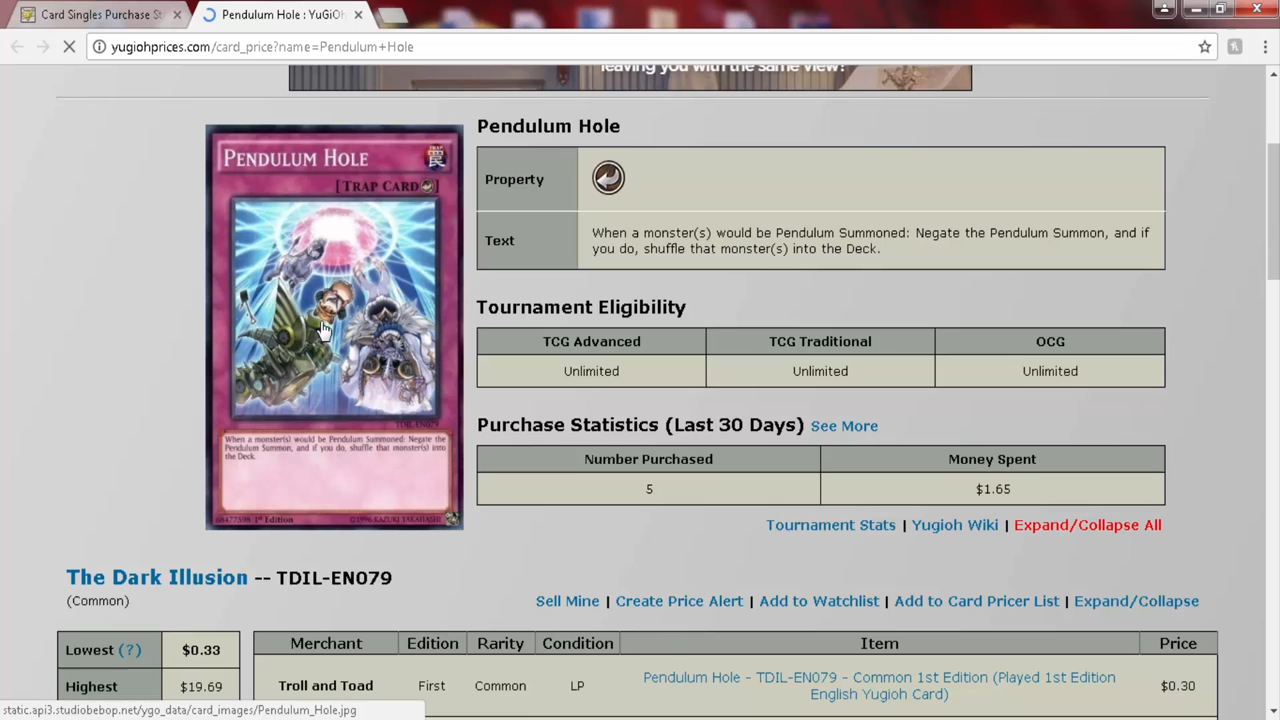 Card Singles Purchase St
Pendulum Hole : YuGiOh
yugiohprices.com/card_price?name=Pendulum+Hole
leaving you with the same view?
PENDULUM HOLE
TRAP
罠
[TRAP CARD]
TDIL-EN079
When a monster(s) would be Pendulum Summoned: Negate the
Pendulum Summon, and if you do, shuffle that monster(s) into
the Deck.
68477598 1st Edition
©1996 KAZUKI TAKAHASHI
Pendulum Hole
Property
Text
When a monster(s) would be Pendulum Summoned: Negate the Pendulum Summon, and if
you do, shuffle that monster(s) into the Deck.
Tournament Eligibility
TCG Advanced TCG Traditional OCG
Unlimited Unlimited Unlimited
Purchase Statistics (Last 30 Days) See More
Number Purchased Money Spent
5 $1.65
Tournament Stats | Yugioh Wiki | Expand/Collapse All
The Dark Illusion -- TDIL-EN079
(Common)
Sell Mine | Create Price Alert | Add to Watchlist | Add to Card Pricer List | Expand/Collapse
Lowest (?) $0.33
Highest $19.69
Merchant Edition Rarity Condition Item Price
Troll and Toad First Common LP Pendulum Hole - TDIL-EN079 - Common 1st Edition (Played 1st Edition $0.30
English Yugioh Card)
static.api3.studiobebop.net/ygo_data/card_images/Pendulum_Hole.jpg